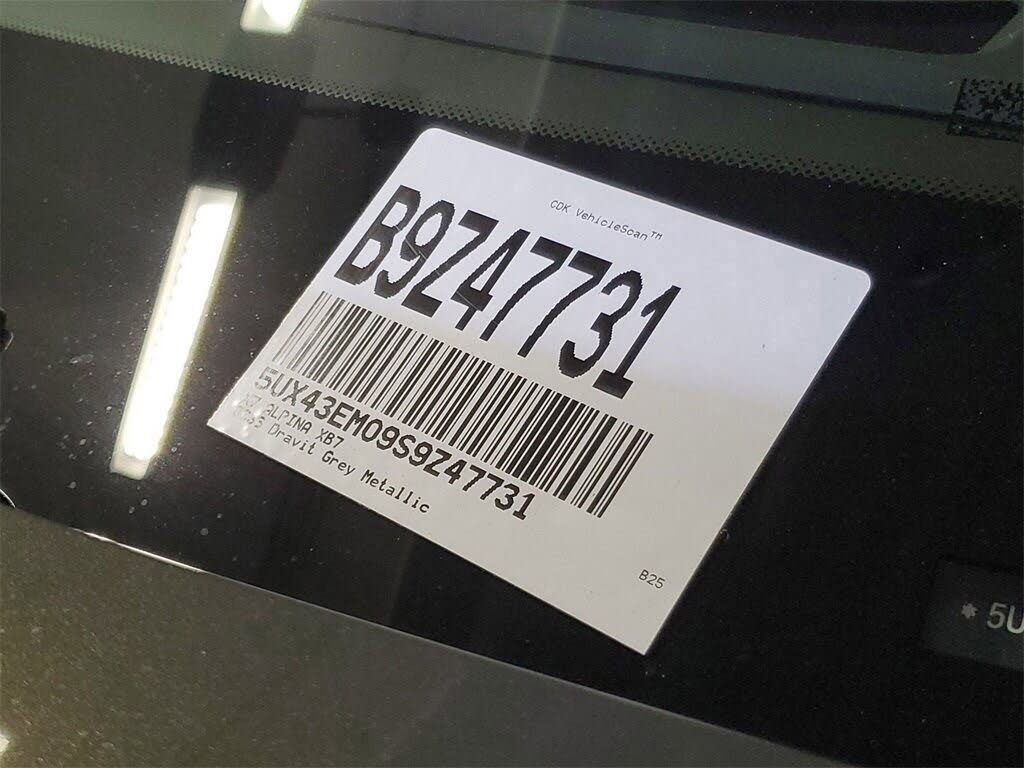 CDK VehicleScan™
B9Z47731
5UX43EM09S9Z47731
X7 ALPINA XB7
Dravit Grey Metallic
B25
* 5U